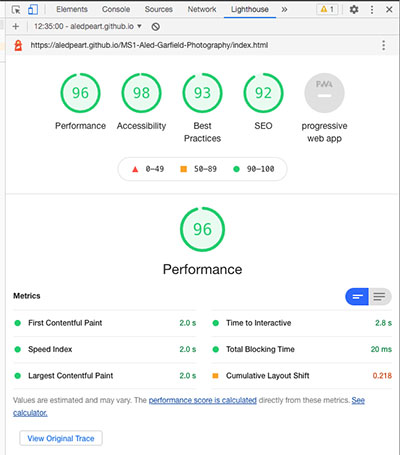 Elements Console Sources Network Lighthouse » 1
+ 12:35:00 - aledpeart.github.io
https://aledpeart.github.io/MS1-Aled-Garfield-Photography/index.html
96 98 93 92 PWA
Performance Accessibility Best Practices SEO progressive web app
0–49 50–89 90–100
96
Performance
Metrics
First Contentful Paint 2.0 s Time to Interactive 2.8 s
Speed Index 2.0 s Total Blocking Time 20 ms
Largest Contentful Paint 2.0 s Cumulative Layout Shift 0.218
Values are estimated and may vary. The performance score is calculated directly from these metrics. See
calculator.
View Original Trace